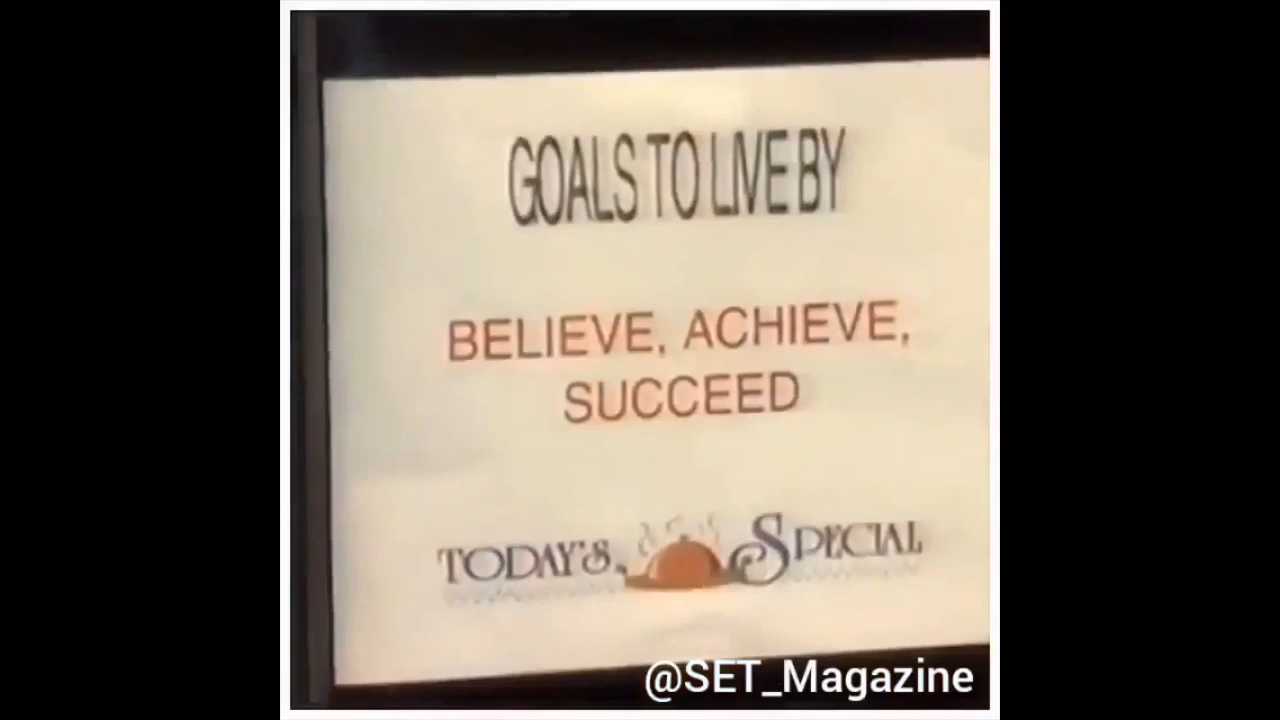 GOALS TO LIVE BY
BELIEVE, ACHIEVE,
SUCCEED
TODAY'S SPECIAL
@SET_Magazine